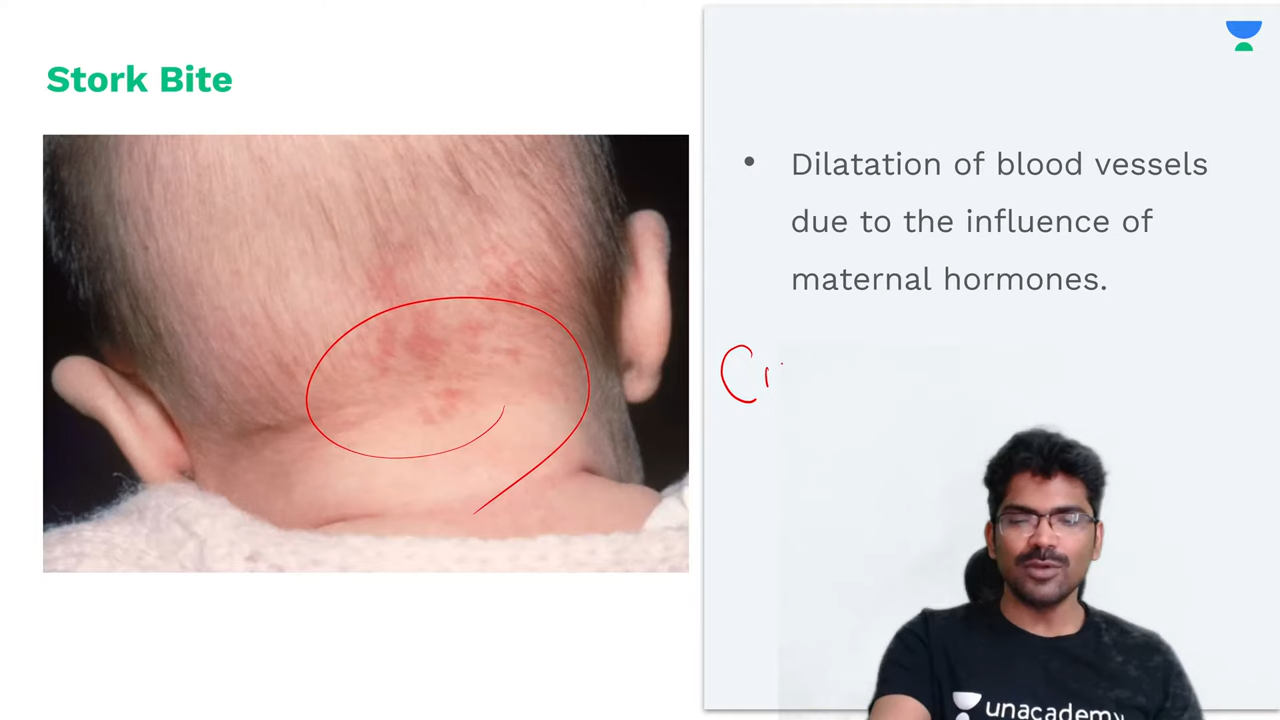 Stork Bite
• Dilatation of blood vessels
due to the influence of
maternal hormones.
unacademy